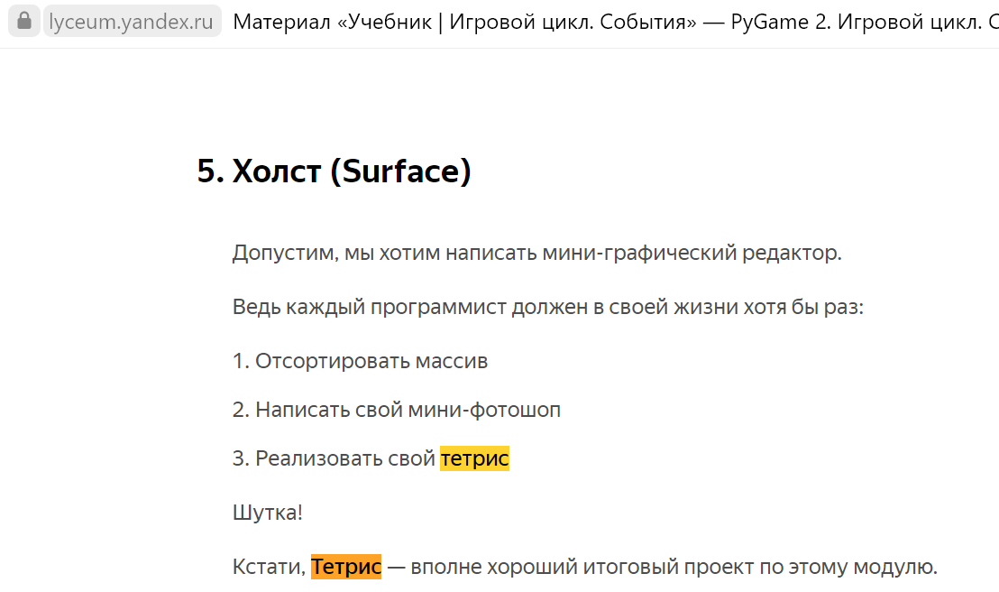 lyceum.yandex.ru Материал «Учебник | Игровой цикл. События» — PyGame 2. Игровой цикл. С
5. Холст (Surface)
Допустим, мы хотим написать мини-графический редактор.
Ведь каждый программист должен в своей жизни хотя бы раз:
1. Отсортировать массив
2. Написать свой мини-фотошоп
3. Реализовать свой тетрис
Шутка!
Кстати, Тетрис — вполне хороший итоговый проект по этому модулю.